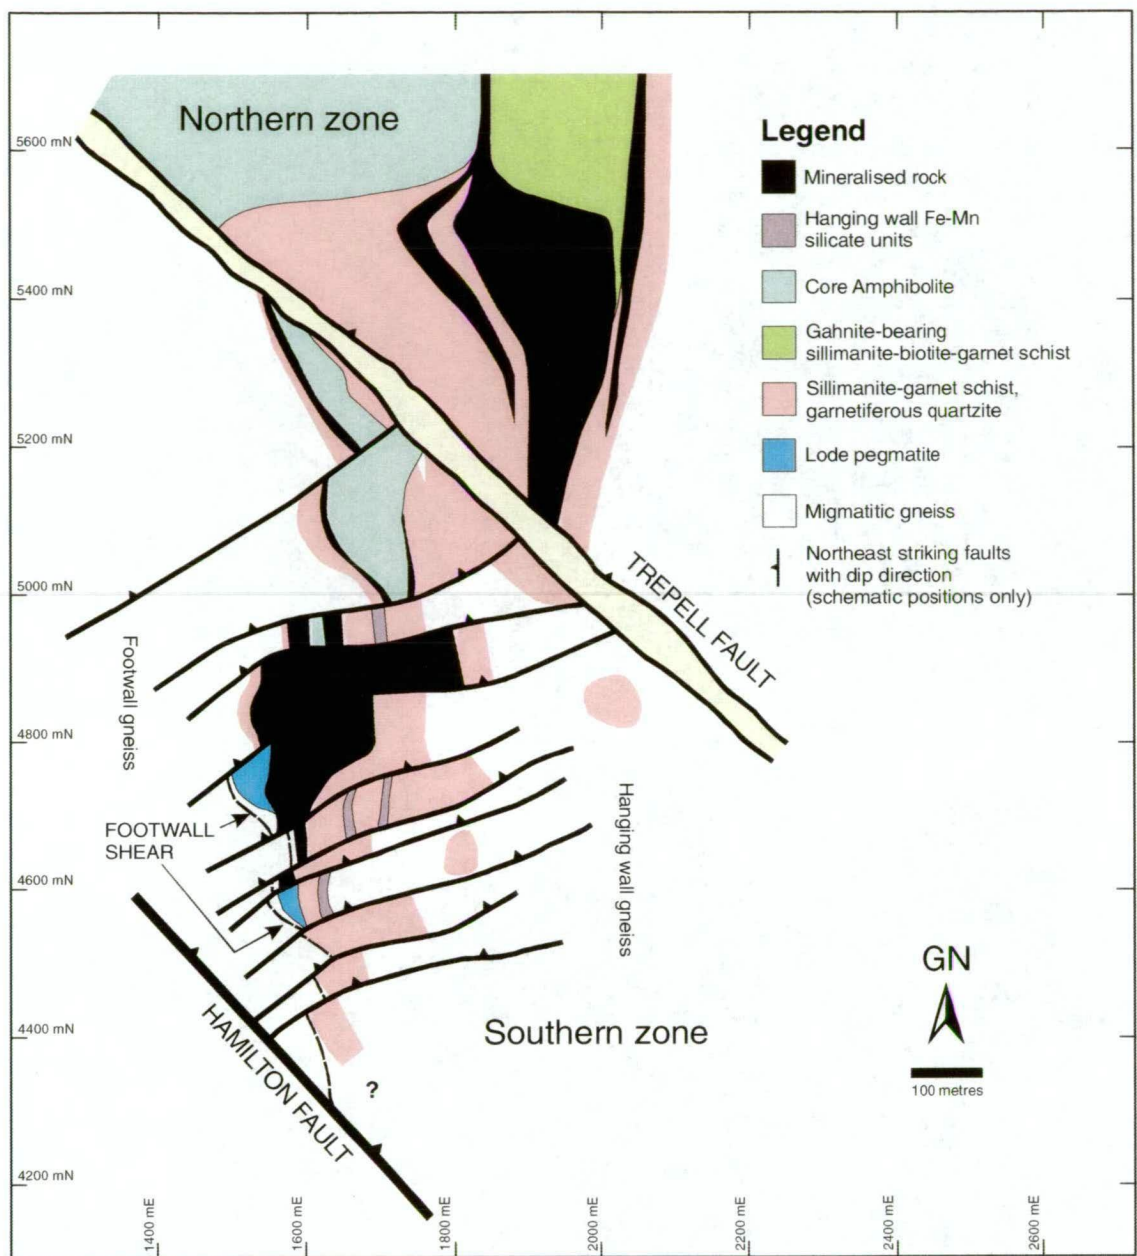 Northern zone
5600 mN
5400 mN
5200 mN
5000 mN
4800 mN
4600 mN
4400 mN
4200 mN
Legend
Mineralised rock
Hanging wall Fe-Mn
silicate units
Core Amphibolite
Gahnite-bearing
sillimanite-biotite-garnet schist
Sillimanite-garnet schist,
garnetiferous quartzite
Lode pegmatite
Migmatitic gneiss
Northeast striking faults
with dip direction
(schematic positions only)
TREPELL FAULT
Footwall gneiss
FOOTWALL
SHEAR
Hanging wall gneiss
HAMILTON FAULT
Southern zone
?
GN
100 metres
1400 mE
1600 mE
1800 mE
2000 mE
2200 mE
2400 mE
2600 mE